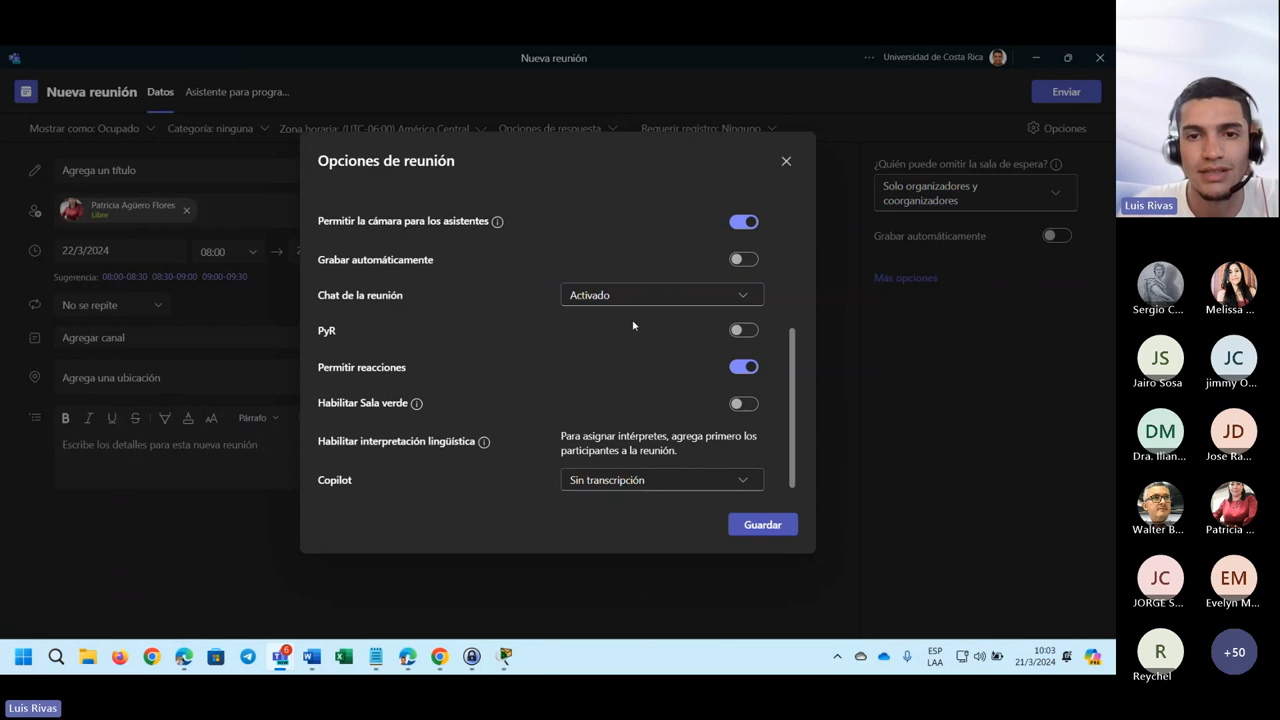 Nueva reunión
Universidad de Costa Rica
Nueva reunión
Datos
Asistente para progra...
Enviar
Mostrar como: Ocupado
Categoría: ninguna
Zona horaria: (UTC-06:00) América Central
Opciones de respuesta
Requerir registro: Ninguno
Opciones
Agrega un título
Patricia Agüero Flores
Libre
22/3/2024
08:00
Sugerencia: 08:00-08:30 08:30-09:00 09:00-09:30
No se repite
Agregar canal
Agrega una ubicación
B I U S
Párrafo
Escribe los detalles para esta nueva reunión
Opciones de reunión
Permitir la cámara para los asistentes
Grabar automáticamente
Chat de la reunión
Activado
PyR
Permitir reacciones
Habilitar Sala verde
Habilitar interpretación lingüística
Para asignar intérpretes, agrega primero los
participantes a la reunión.
Copilot
Sin transcripción
Guardar
¿Quién puede omitir la sala de espera?
Solo organizadores y
coorganizadores
Grabar automáticamente
Más opciones
Luis Rivas
Sergio C...
Melissa ...
JS
Jairo Sosa
JC
jimmy O...
DM
Dra. Ilian...
JD
Jose Ra...
Walter B...
Patricia ...
JC
JORGE S...
EM
Evelyn M...
R
Reychel
+50
6
ESP
LAA
10:03
21/3/2024
Luis Rivas